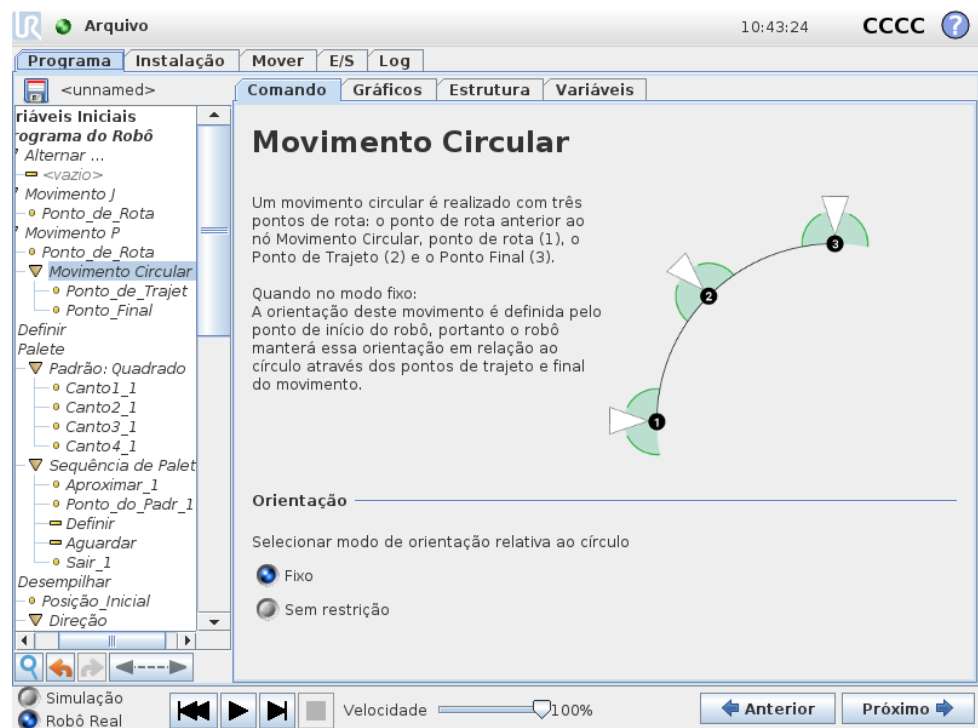 UR Arquivo 10:43:24 CCCC ?
Programa Instalação Mover E/S Log
<unnamed>
Comando Gráficos Estrutura Variáveis
riáveis Iniciais
rograma do Robô
Alternar ...
<vazio>
Movimento J
Ponto_de_Rota
Movimento P
Ponto_de_Rota
Movimento Circular
Ponto_de_Trajet
Ponto_Final
Definir
Palete
Padrão: Quadrado
Canto1_1
Canto2_1
Canto3_1
Canto4_1
Sequência de Palet
Aproximar_1
Ponto_do_Padr_1
Definir
Aguardar
Sair_1
Desempilhar
Posição_Inicial
Direção
Movimento Circular
Um movimento circular é realizado com três
pontos de rota: o ponto de rota anterior ao
nó Movimento Circular, ponto de rota (1), o
Ponto de Trajeto (2) e o Ponto Final (3).
Quando no modo fixo:
A orientação deste movimento é definida pelo
ponto de início do robô, portanto o robô
manterá essa orientação em relação ao
círculo através dos pontos de trajeto e final
do movimento.
3
2
1
Orientação
Selecionar modo de orientação relativa ao círculo
Fixo
Sem restrição
Simulação
Robô Real
Velocidade 100%
Anterior Próximo